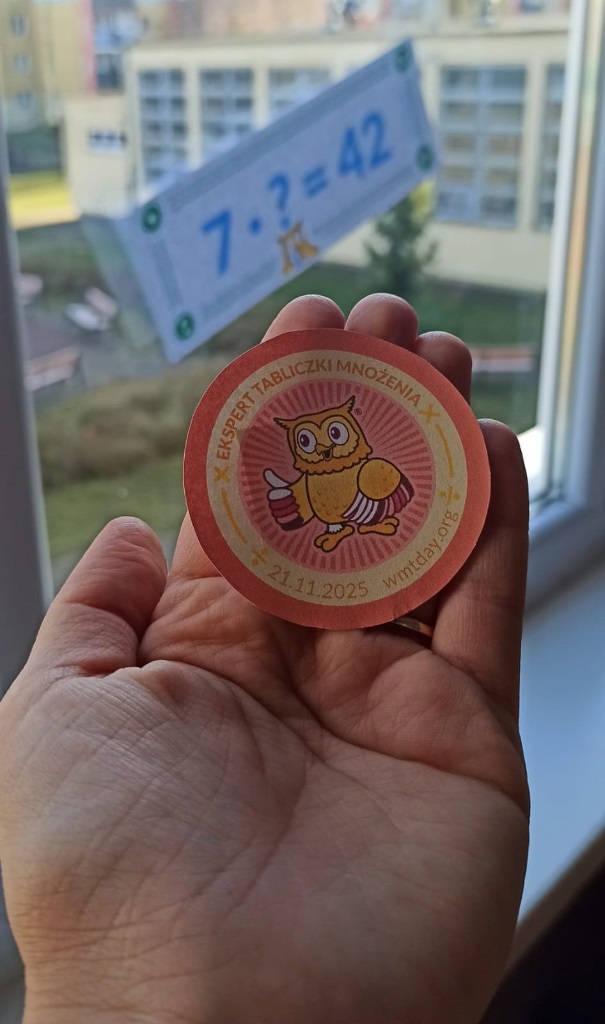 7 · ? = 42
EKSPERT TABLICZKI MNOŻENIA
21.11.2025 wmtday.org